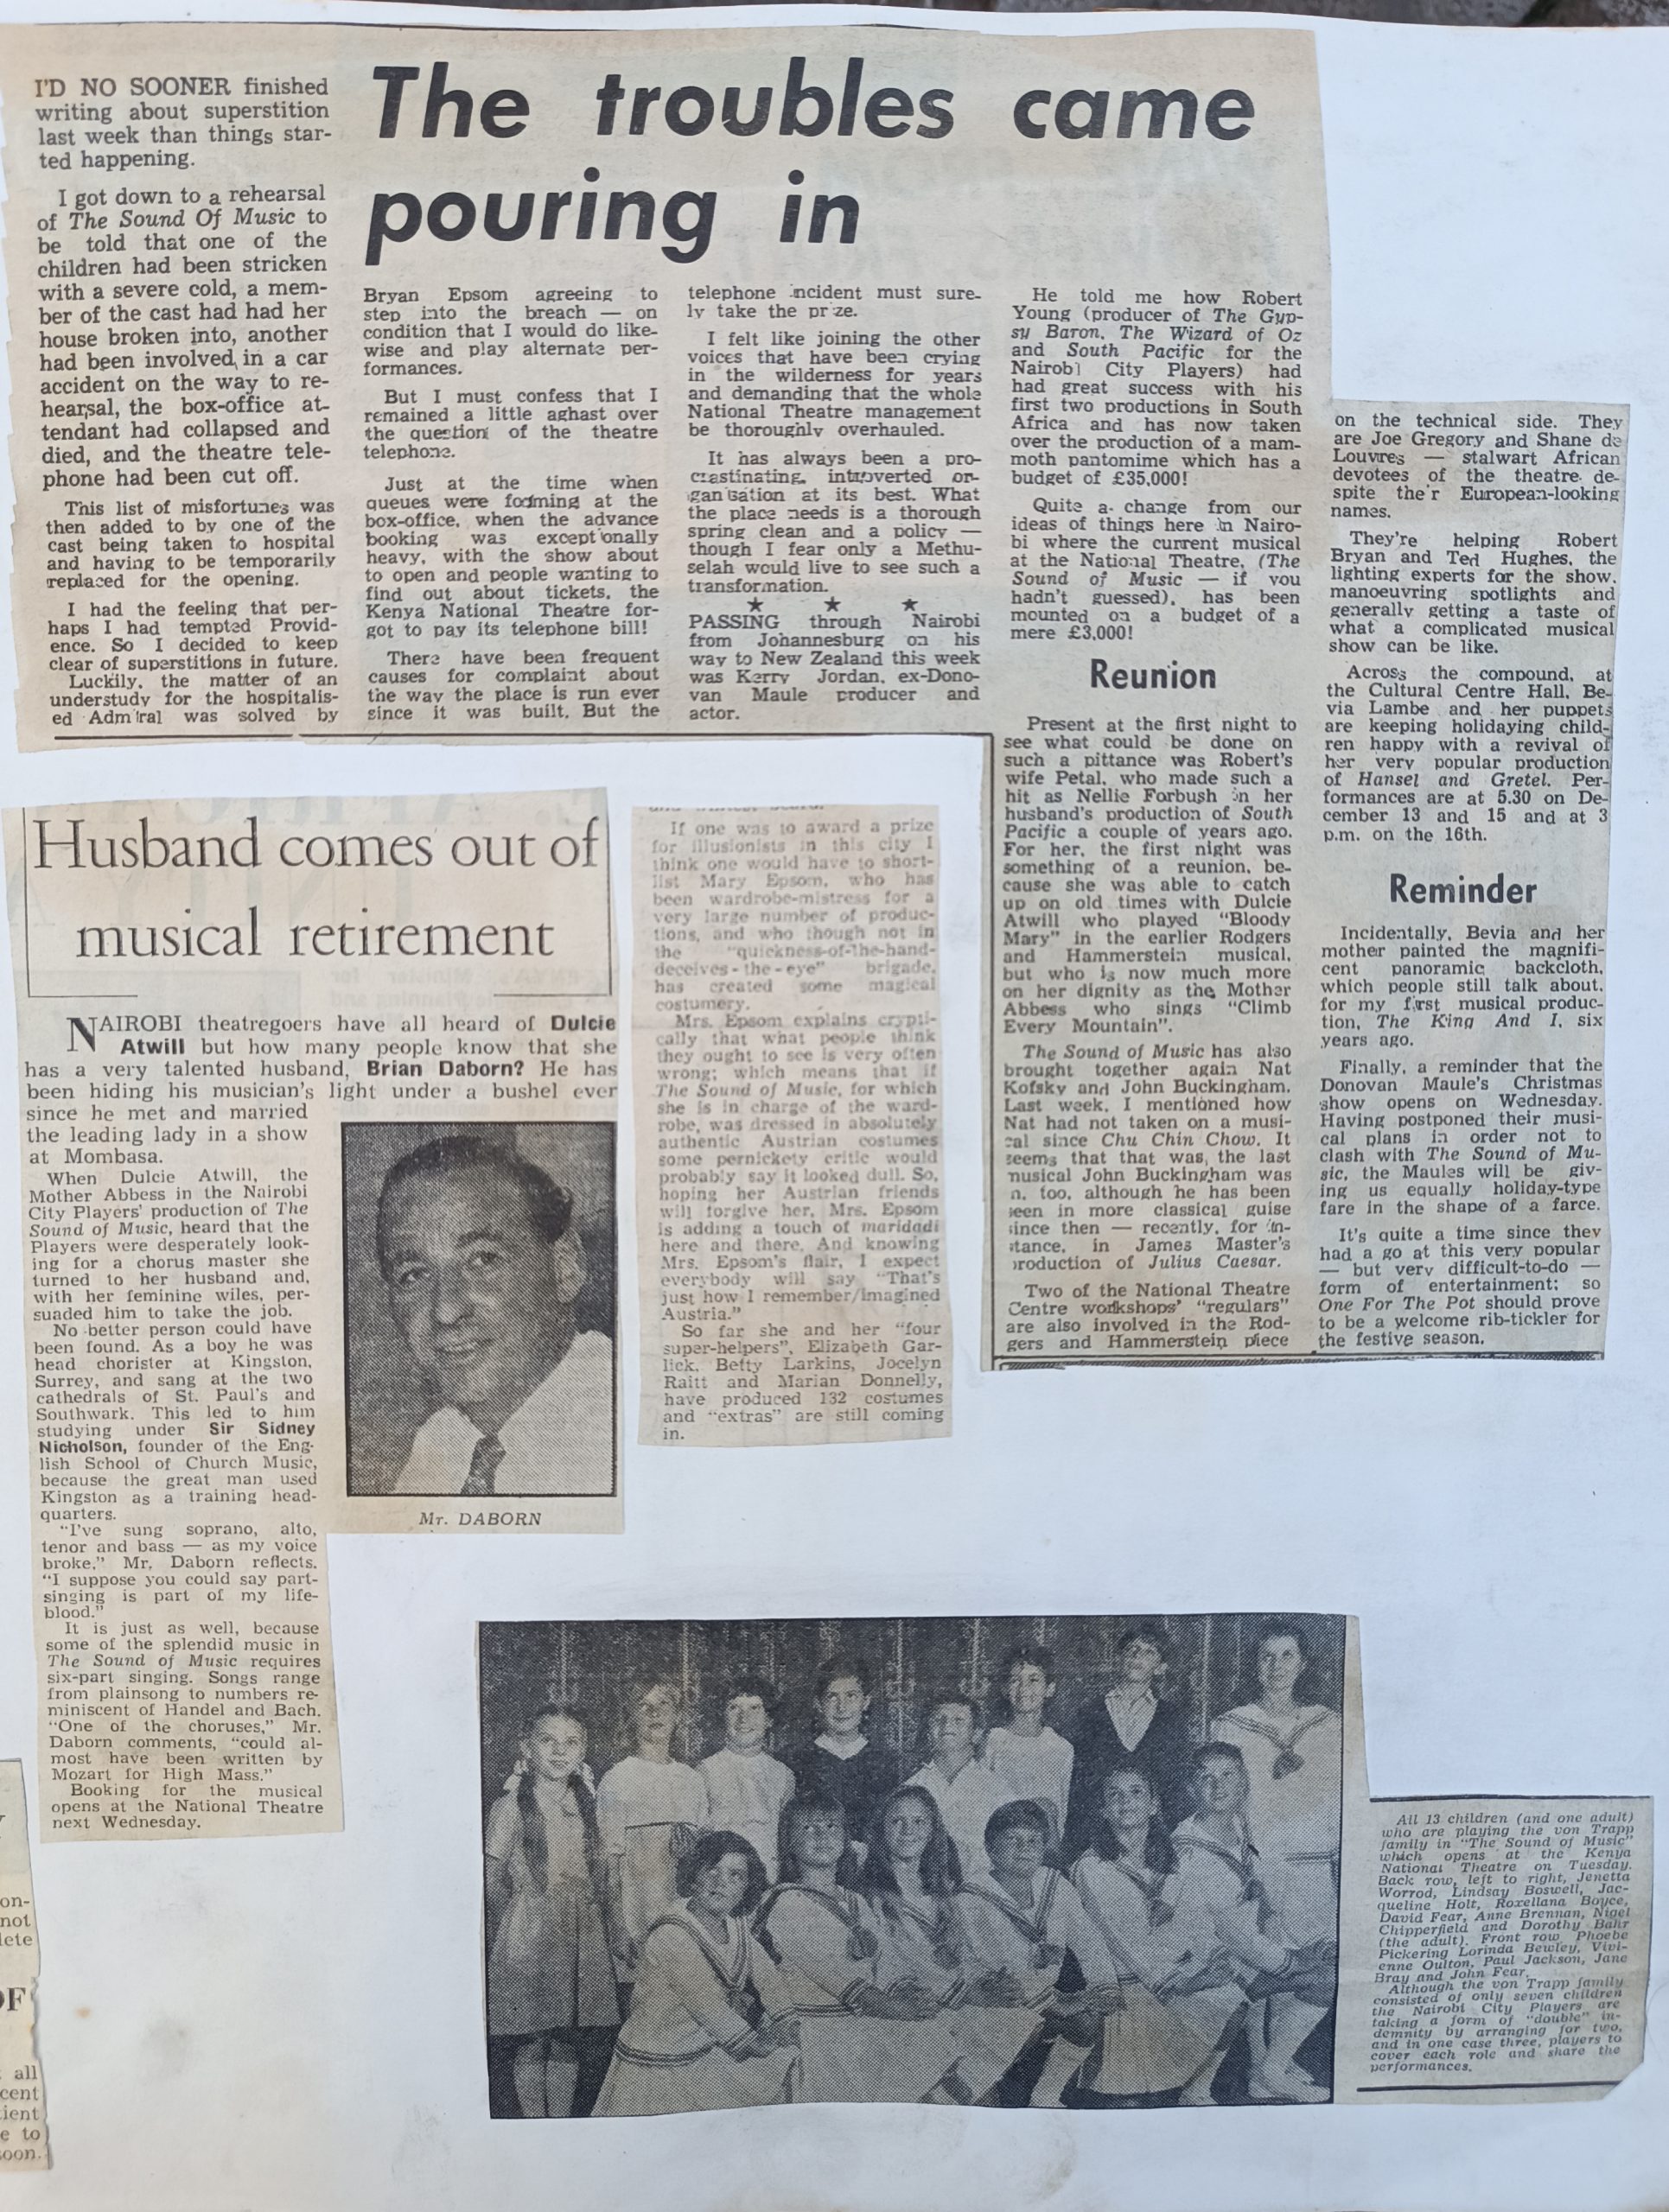 The troubles came
pouring in
I'D NO SOONER finished
writing about superstition
last week than things star-
ted happening.
I got down to a rehearsal
of The Sound Of Music to
be told that one of the
children had been stricken
with a severe cold, a mem-
ber of the cast had had her
house broken into, another
had been involved in a car
accident on the way to re-
hearsal, the box-office at-
tendant had collapsed and
died, and the theatre tele-
phone had been cut off.
This list of misfortunes was
then added to by one of the
cast being taken to hospital
and having to be temporarily
replaced for the opening.
I had the feeling that per-
haps I had tempted Provid-
ence. So I decided to keep
clear of superstitions in future.
Luckily, the matter of an
understudy for the hospitalis-
ed Admiral was solved by
Bryan Epsom agreeing to
step into the breach — on
condition that I would do like-
wise and play alternate per-
formances.
But I must confess that I
remained a little aghast over
the question of the theatre
telephone.
Just at the time when
queues were forming at the
box-office, when the advance
booking was exceptionally
heavy, with the show about
to open and people wanting to
find out about tickets, the
Kenya National Theatre for-
got to pay its telephone bill!
There have been frequent
causes for complaint about
the way the place is run ever
since it was built. But the
telephone incident must sure-
ly take the prize.
I felt like joining the other
voices that have been crying
in the wilderness for years
and demanding that the whole
National Theatre management
be thoroughly overhauled.
It has always been a pro-
crastinating, introverted or-
ganisation at its best. What
the place needs is a thorough
spring clean and a policy —
though I fear only a Methu-
selah would live to see such a
transformation.
★ ★ ★
PASSING through Nairobi
from Johannesburg on his
way to New Zealand this week
was Kerry Jordan, ex-Dono-
van Maule producer and
actor.
He told me how Robert
Young (producer of The Gyp-
sy Baron, The Wizard of Oz
and South Pacific for the
Nairobi City Players) had
had great success with his
first two productions in South
Africa and has now taken
over the production of a mam-
moth pantomime which has a
budget of £35,000!
Quite a change from our
ideas of things here in Nairo-
bi where the current musical
at the National Theatre, (The
Sound of Music — if you
hadn't guessed), has been
mounted on a budget of a
mere £3,000!
Reunion
Present at the first night to
see what could be done on
such a pittance was Robert's
wife Petal, who made such a
hit as Nellie Forbush in her
husband's production of South
Pacific a couple of years ago.
For her, the first night was
something of a reunion, be-
cause she was able to catch
up on old times with Dulcie
Atwill who played "Bloody
Mary" in the earlier Rodgers
and Hammerstein musical,
but who is now much more
on her dignity as the Mother
Abbess who sings "Climb
Every Mountain".
The Sound of Music has also
brought together again Nat
Kofsky and John Buckingham.
Last week, I mentioned how
Nat had not taken on a musi-
cal since Chu Chin Chow. It
seems that that was the last
musical John Buckingham was
n, too, although he has been
seen in more classical guise
since then — recently, for in-
stance, in James Master's
production of Julius Caesar.
Two of the National Theatre
Centre workshops' "regulars"
are also involved in the Rod-
gers and Hammerstein piece
on the technical side. They
are Joe Gregory and Shane de
Louvres — stalwart African
devotees of the theatre de-
spite their European-looking
names.
They're helping Robert
Bryan and Ted Hughes, the
lighting experts for the show,
manoeuvring spotlights and
generally getting a taste of
what a complicated musical
show can be like.
Across the compound, at
the Cultural Centre Hall, Be-
via Lambe and her puppets
are keeping holidaying child-
ren happy with a revival of
her very popular production
of Hansel and Gretel. Per-
formances are at 5.30 on De-
cember 13 and 15 and at 3
p.m. on the 16th.
Reminder
Incidentally, Bevia and her
mother painted the magnifi-
cent panoramic backcloth,
which people still talk about,
for my first musical produc-
tion, The King And I, six
years ago.
Finally, a reminder that the
Donovan Maule's Christmas
show opens on Wednesday.
Having postponed their musi-
cal plans in order not to
clash with The Sound of Mu-
sic, the Maules will be giv-
ing us equally holiday-type
fare in the shape of a farce.
It's quite a time since they
had a go at this very popular
— but very difficult-to-do —
form of entertainment; so
One For The Pot should prove
to be a welcome rib-tickler for
the festive season.
Husband comes out of
musical retirement
NAIROBI theatregoers have all heard of Dulcie
Atwill but how many people know that she
has a very talented husband, Brian Daborn? He has
been hiding his musician's light under a bushel ever
since he met and married
the leading lady in a show
at Mombasa.
When Dulcie Atwill, the
Mother Abbess in the Nairobi
City Players' production of The
Sound of Music, heard that the
Players were desperately look-
ing for a chorus master she
turned to her husband and,
with her feminine wiles, per-
suaded him to take the job.
No better person could have
been found. As a boy he was
head chorister at Kingston,
Surrey, and sang at the two
cathedrals of St. Paul's and
Southwark. This led to him
studying under Sir Sidney
Nicholson, founder of the Eng-
lish School of Church Music,
because the great man used
Kingston as a training head-
quarters.
"I've sung soprano, alto,
tenor and bass — as my voice
broke," Mr. Daborn reflects.
"I suppose you could say part-
singing is part of my life-
blood."
It is just as well, because
some of the splendid music in
The Sound of Music requires
six-part singing. Songs range
from plainsong to numbers re-
miniscent of Handel and Bach.
"One of the choruses," Mr.
Daborn comments, "could al-
most have been written by
Mozart for High Mass."
Booking for the musical
opens at the National Theatre
next Wednesday.
Mr. DABORN
If one was to award a prize
for illusionists in this city I
think one would have to short-
list Mary Epsom, who has
been wardrobe-mistress for a
very large number of produc-
tions, and who though not in
the "quickness-of-the-hand-
deceives-the-eye" brigade,
has created some magical
costumery.
Mrs. Epsom explains crypti-
cally that what people think
they ought to see is very often
wrong; which means that if
The Sound of Music, for which
she is in charge of the ward-
robe, was dressed in absolutely
authentic Austrian costumes
some pernickety critic would
probably say it looked dull. So,
hoping her Austrian friends
will forgive her, Mrs. Epsom
is adding a touch of maridadi
here and there. And knowing
Mrs. Epsom's flair, I expect
everybody will say "That's
just how I remember/imagined
Austria."
So far she and her "four
super-helpers", Elizabeth Gar-
lick, Betty Larkins, Jocelyn
Raitt and Marian Donnelly,
have produced 132 costumes
and "extras" are still coming
in.
All 13 children (and one adult)
who are playing the von Trapp
family in "The Sound of Music"
which opens at the Kenya
National Theatre on Tuesday.
Back row, left to right, Jenetta
Worrod, Lindsay Boswell, Jac-
queline Holt, Roxellana Boyce,
David Fear, Anne Brennan, Nigel
Chipperfield and Dorothy Bahr
(the adult). Front row Phoebe
Pickering Lorinda Bewley, Vivi-
enne Oulton, Paul Jackson, Jane
Bray and John Fear.
Although the von Trapp family
consisted of only seven children
the Nairobi City Players are
taking a form of "double" in-
demnity by arranging for two,
and in one case three, players to
cover each role and share the
performances.
on-
not
lete
OF
all
cent
tient
e to
soon.